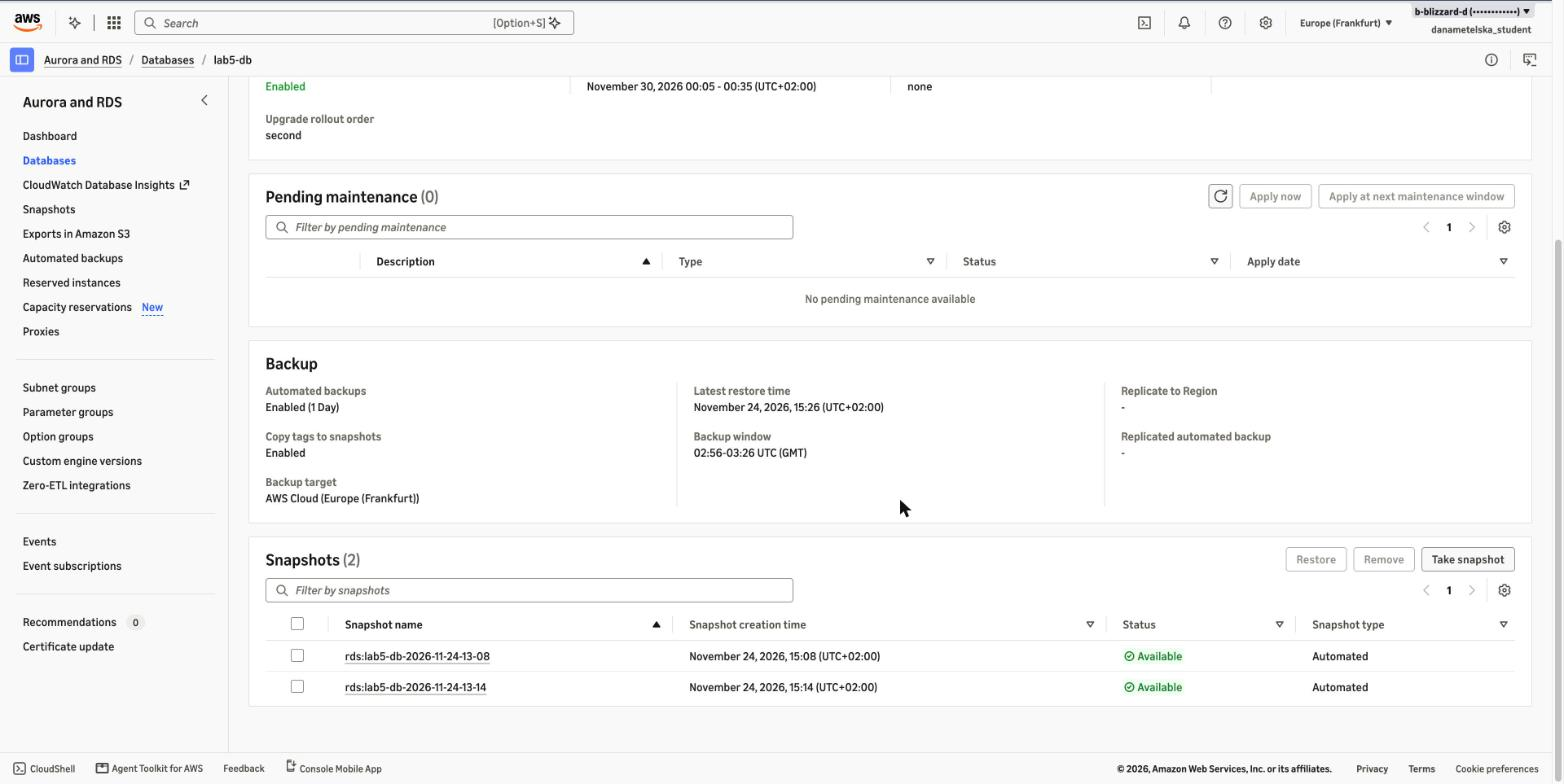 aws
Search [Option+S]
Europe (Frankfurt)
b-blizzard-d (••••••••••••)
danametelska_student
Aurora and RDS / Databases / lab5-db
Aurora and RDS
Dashboard
Databases
CloudWatch Database Insights
Snapshots
Exports in Amazon S3
Automated backups
Reserved instances
Capacity reservations New
Proxies
Subnet groups
Parameter groups
Option groups
Custom engine versions
Zero-ETL integrations
Events
Event subscriptions
Recommendations 0
Certificate update
Enabled November 30, 2026 00:05 - 00:35 (UTC+02:00) none
Upgrade rollout order
second
Pending maintenance (0) Apply now Apply at next maintenance window
Filter by pending maintenance 1
Description Type Status Apply date
No pending maintenance available
Backup
Automated backups Latest restore time Replicate to Region
Enabled (1 Day) November 24, 2026, 15:26 (UTC+02:00) -
Copy tags to snapshots Backup window Replicated automated backup
Enabled 02:56-03:26 UTC (GMT) -
Backup target
AWS Cloud (Europe (Frankfurt))
Snapshots (2) Restore Remove Take snapshot
Filter by snapshots 1
Snapshot name Snapshot creation time Status Snapshot type
rds:lab5-db-2026-11-24-13-08 November 24, 2026, 15:08 (UTC+02:00) Available Automated
rds:lab5-db-2026-11-24-13-14 November 24, 2026, 15:14 (UTC+02:00) Available Automated
CloudShell Agent Toolkit for AWS Feedback Console Mobile App © 2026, Amazon Web Services, Inc. or its affiliates. Privacy Terms Cookie preferences